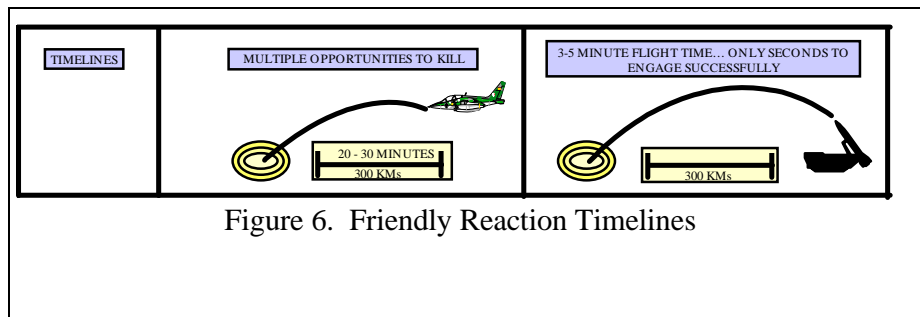 TIMELINES
MULTIPLE OPPORTUNITIES TO KILL
20 - 30 MINUTES
300 KMs
3-5 MINUTE FLIGHT TIME... ONLY SECONDS TO
ENGAGE SUCCESSFULLY
300 KMs
Figure 6. Friendly Reaction Timelines